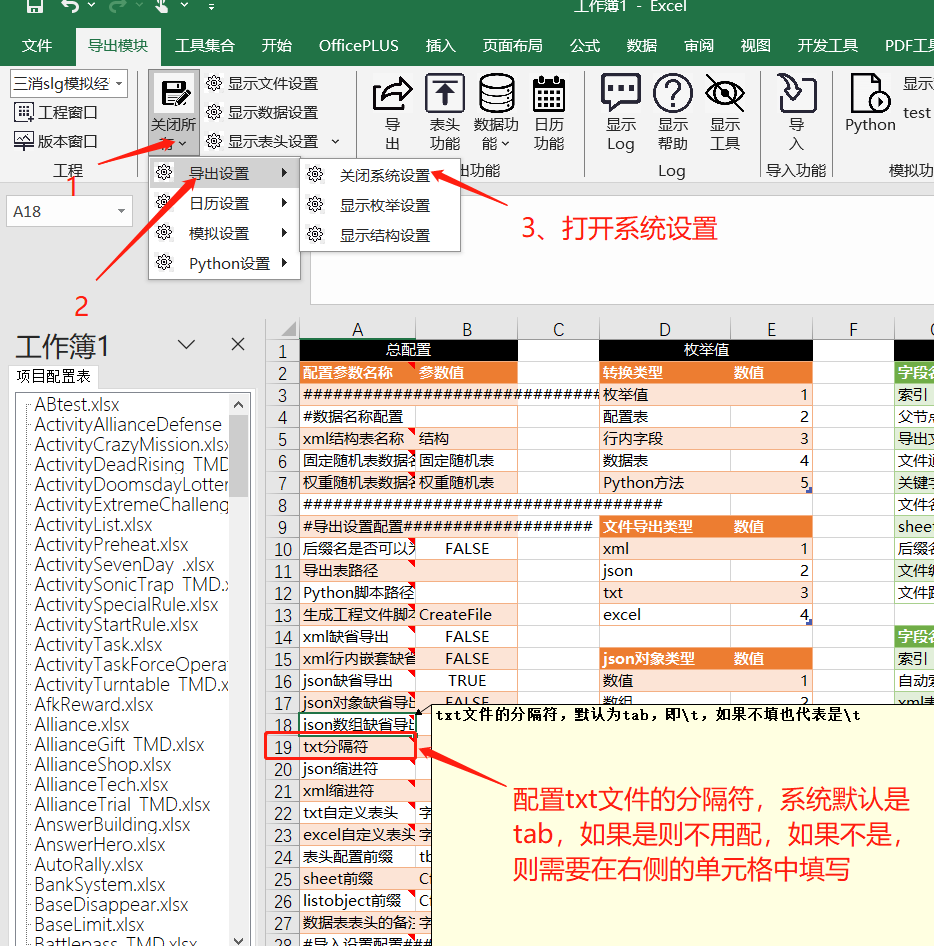 工作簿1 - Excel
文件 导出模块 工具集合 开始 OfficePLUS 插入 页面布局 公式 数据 审阅 视图 开发工具 PDF工具
三消slg模拟经
工程窗口
版本窗口
工程
关闭所
有
显示文件设置
显示数据设置
显示表头设置
导
出
表头
功能
数据功
能
日历
功能
出功能
显示
Log
显示
帮助
显示
工具
Log
导
入
导入功能
Python
显示
test
模拟功
导出设置
日历设置
模拟设置
Python设置
关闭系统设置
显示枚举设置
显示结构设置
1
2
3、打开系统设置
A18
工作簿1
项目配置表
ABtest.xlsx
ActivityAllianceDefense
ActivityCrazyMission.xlsx
ActivityDeadRising_TMD
ActivityDoomsdayLotter
ActivityExtremeChalleng
ActivityList.xlsx
ActivityPreheat.xlsx
ActivitySevenDay_.xlsx
ActivitySonicTrap_TMD.x
ActivitySpecialRule.xlsx
ActivityStartRule.xlsx
ActivityTask.xlsx
ActivityTaskForceOpera
ActivityTurntable_TMD.x
AfkReward.xlsx
Alliance.xlsx
AllianceGift_TMD.xlsx
AllianceShop.xlsx
AllianceTech.xlsx
AllianceTrial_TMD.xlsx
AnswerBuilding.xlsx
AnswerHero.xlsx
AutoRally.xlsx
BankSystem.xlsx
BaseDisappear.xlsx
BaseLimit.xlsx
Battlepass_TMD.xlsx
A B C D E F
1 总配置 枚举值
2 配置参数名称 参数值 转换类型 数值 字段名
3 ################################ 枚举值 1 索引
4 #数据名称配置 配置表 2 父节点
5 xml结构表名称 结构 行内字段 3 导出文
6 固定随机表数据名 固定随机表 数据表 4 文件通
7 权重随机表数据名 权重随机表 Python方法 5 关键字
8 ####################################### 文件名
9 #导出设置配置#################### 文件导出类型 数值 sheet
10 后缀名是否可以为 FALSE xml 1 后缀名
11 导出表路径 json 2 文件编
12 Python脚本路径 txt 3 文件路
13 生成工程文件脚本 CreateFile excel 4
14 xml缺省导出 FALSE 字段名
15 xml行内嵌套缺省 FALSE json对象类型 数值 索引
16 json缺省导出 TRUE 数值 1 自动索
17 json对象缺省导出 FALSE 数组 2 xml表
18 json数组缺省导出
19 txt分隔符
20 json缩进符
21 xml缩进符
22 txt自定义表头 字
23 excel自定义表头 字
24 表头配置前缀 tb
25 sheet前缀 Cf
26 listobject前缀 Cf
27 数据表表头的备注 字
28 #导入设置配置###
txt文件的分隔符，默认为tab，即\t，如果不填也代表是\t
配置txt文件的分隔符，系统默认是
tab，如果是则不用配，如果不是，
则需要在右侧的单元格中填写